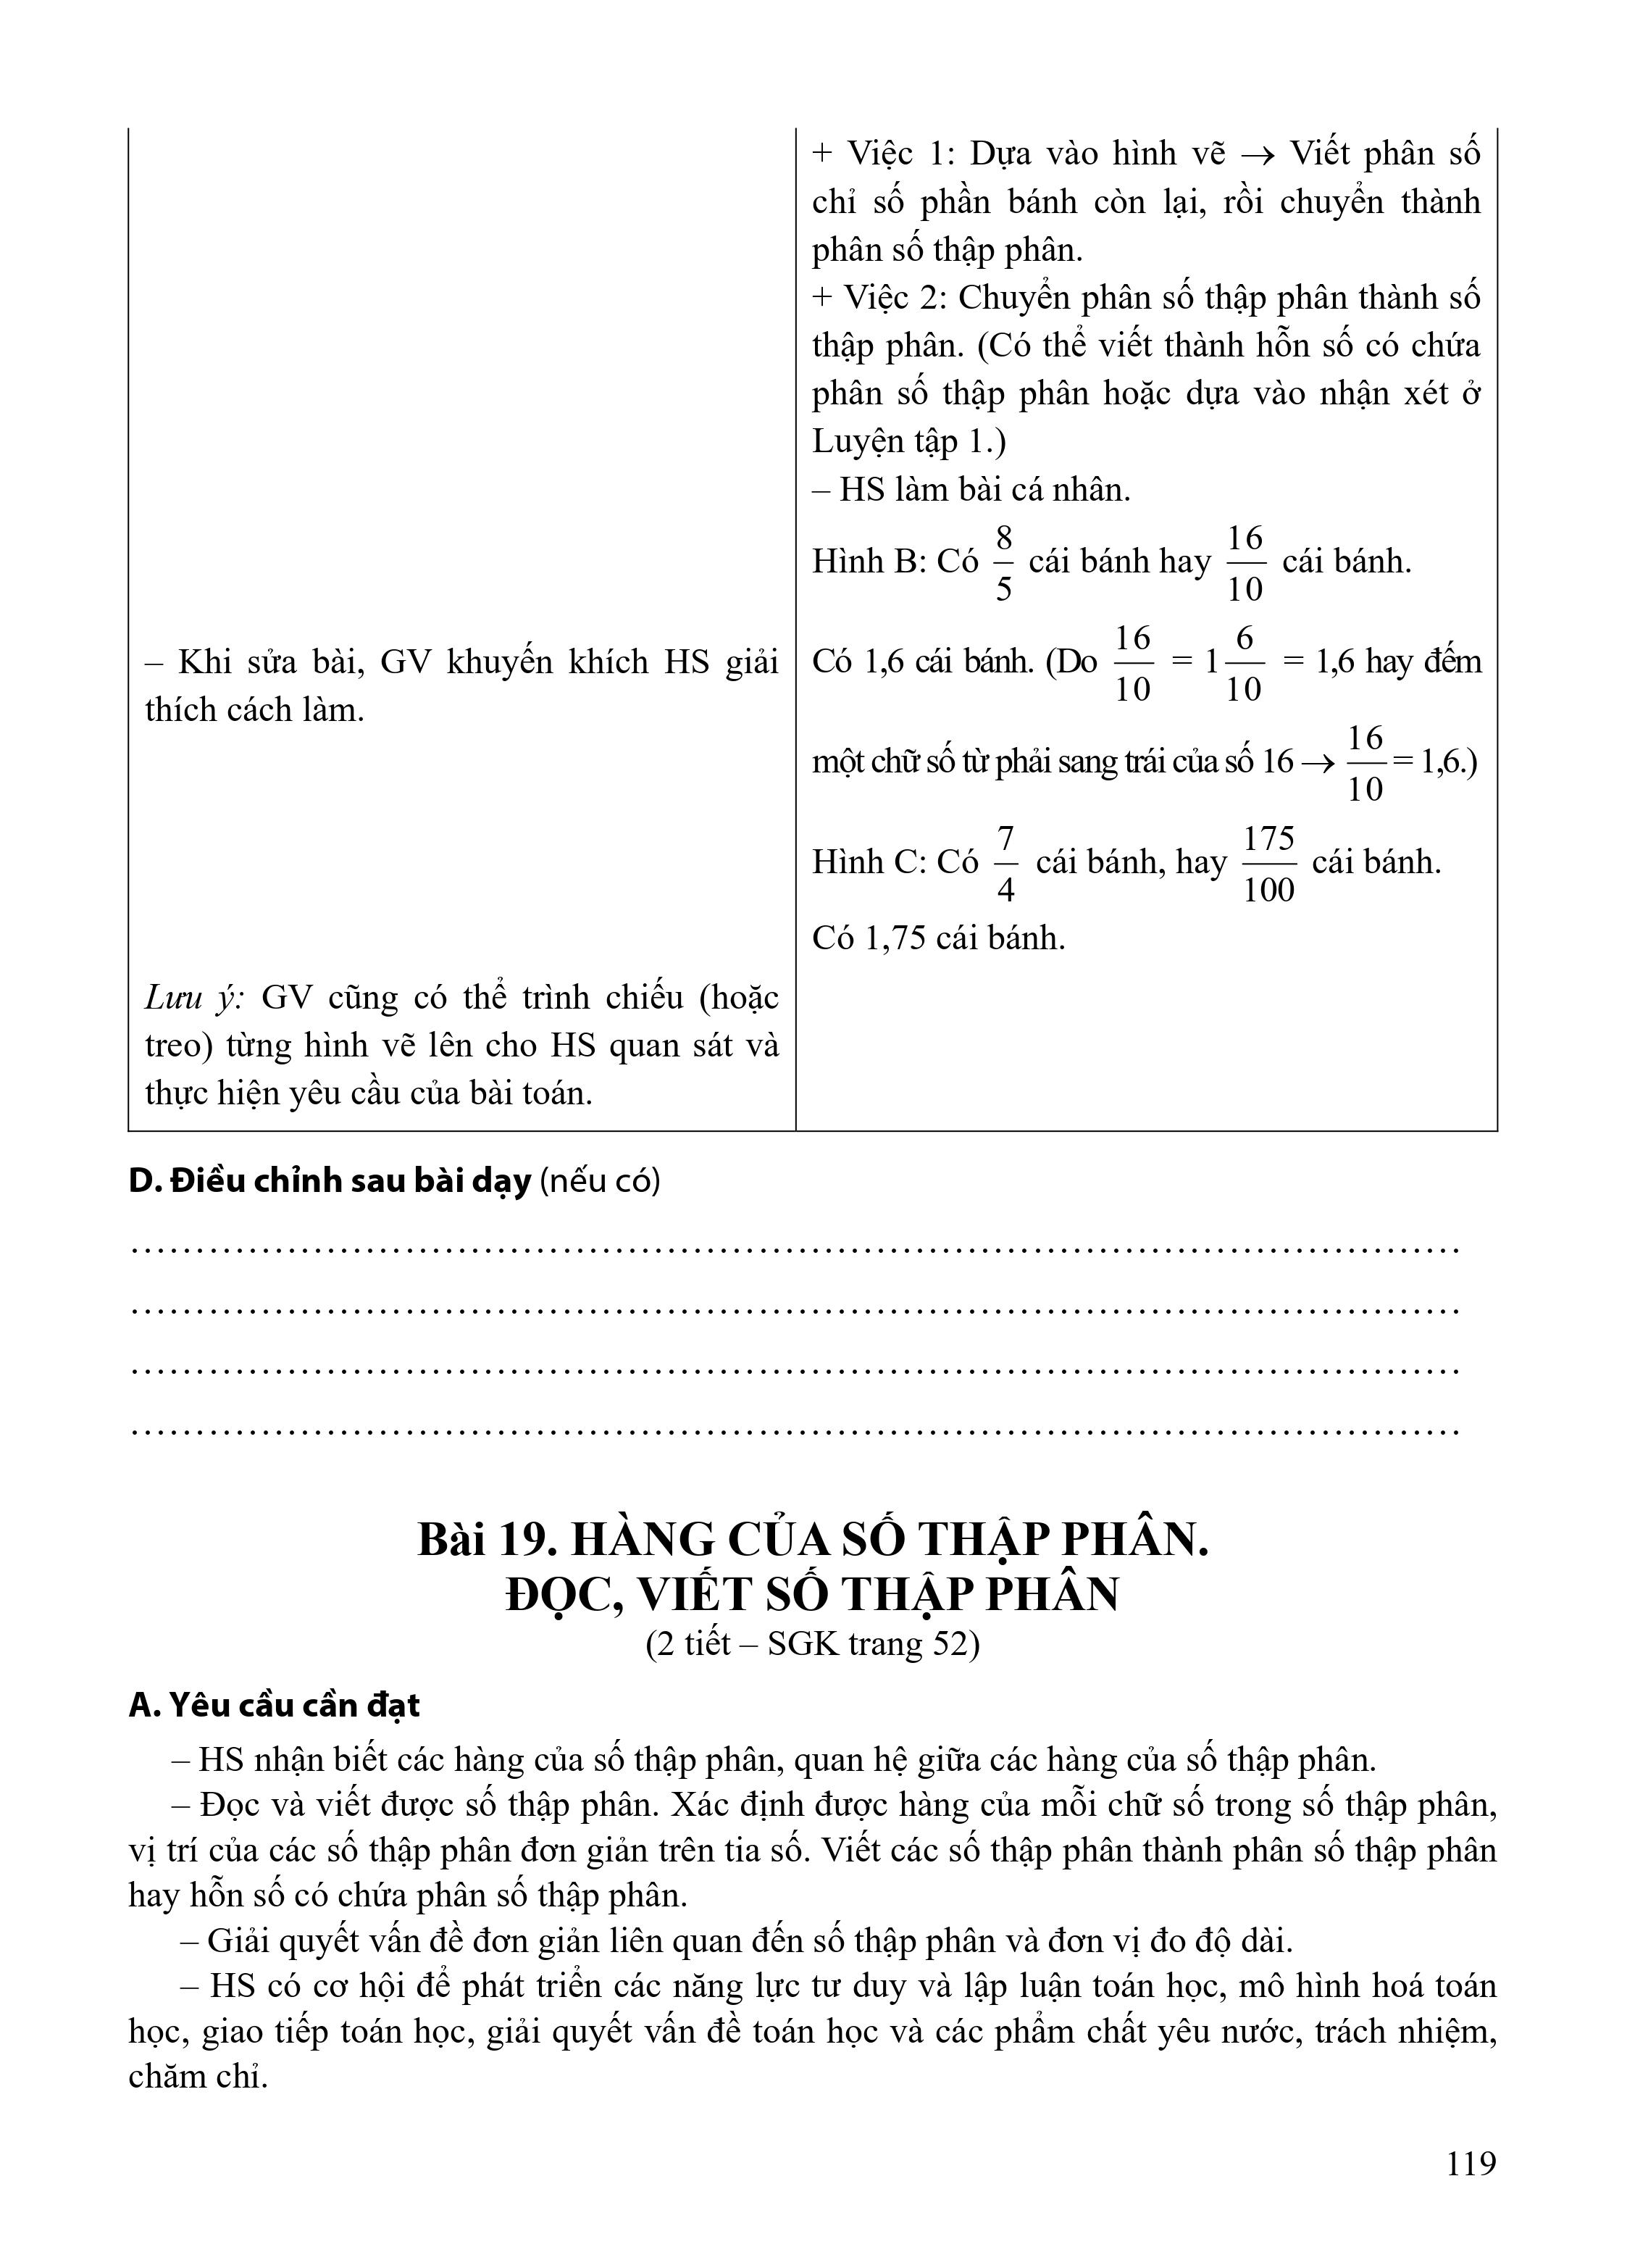 + Việc 1: Dựa vào hình vẽ → Viết phân số
chỉ số phần bánh còn lại, rồi chuyển thành
phân số thập phân.
+ Việc 2: Chuyển phân số thập phân thành số
thập phân. (Có thể viết thành hỗn số có chứa
phân số thập phân hoặc dựa vào nhận xét ở
Luyện tập 1.)
– HS làm bài cá nhân.
Hình B: Có 8/5 cái bánh hay 16/10 cái bánh.
– Khi sửa bài, GV khuyến khích HS giải
thích cách làm.
Có 1,6 cái bánh. (Do 16/10 = 1 6/10 = 1,6 hay đếm
một chữ số từ phải sang trái của số 16 → 16/10 = 1,6.)
Hình C: Có 7/4 cái bánh, hay 175/100 cái bánh.
Có 1,75 cái bánh.
Lưu ý: GV cũng có thể trình chiếu (hoặc
treo) từng hình vẽ lên cho HS quan sát và
thực hiện yêu cầu của bài toán.
D. Điều chỉnh sau bài dạy (nếu có)
........................................................................................................
........................................................................................................
........................................................................................................
........................................................................................................
Bài 19. HÀNG CỦA SỐ THẬP PHÂN.
ĐỌC, VIẾT SỐ THẬP PHÂN
(2 tiết – SGK trang 52)
A. Yêu cầu cần đạt
– HS nhận biết các hàng của số thập phân, quan hệ giữa các hàng của số thập phân.
– Đọc và viết được số thập phân. Xác định được hàng của mỗi chữ số trong số thập phân,
vị trí của các số thập phân đơn giản trên tia số. Viết các số thập phân thành phân số thập phân
hay hỗn số có chứa phân số thập phân.
– Giải quyết vấn đề đơn giản liên quan đến số thập phân và đơn vị đo độ dài.
– HS có cơ hội để phát triển các năng lực tư duy và lập luận toán học, mô hình hoá toán
học, giao tiếp toán học, giải quyết vấn đề toán học và các phẩm chất yêu nước, trách nhiệm,
chăm chỉ.
119